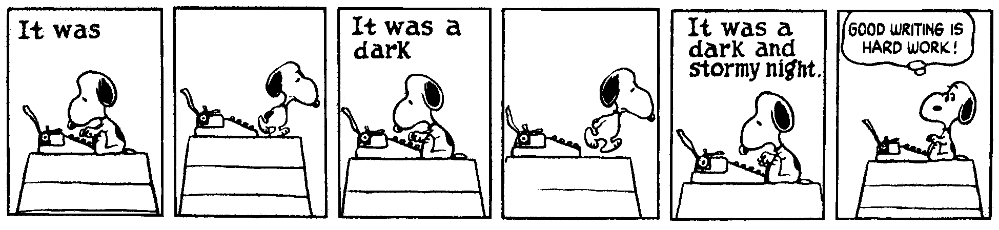 It was
It was a
dark
It was a
dark and
stormy night.
GOOD WRITING IS
HARD WORK!